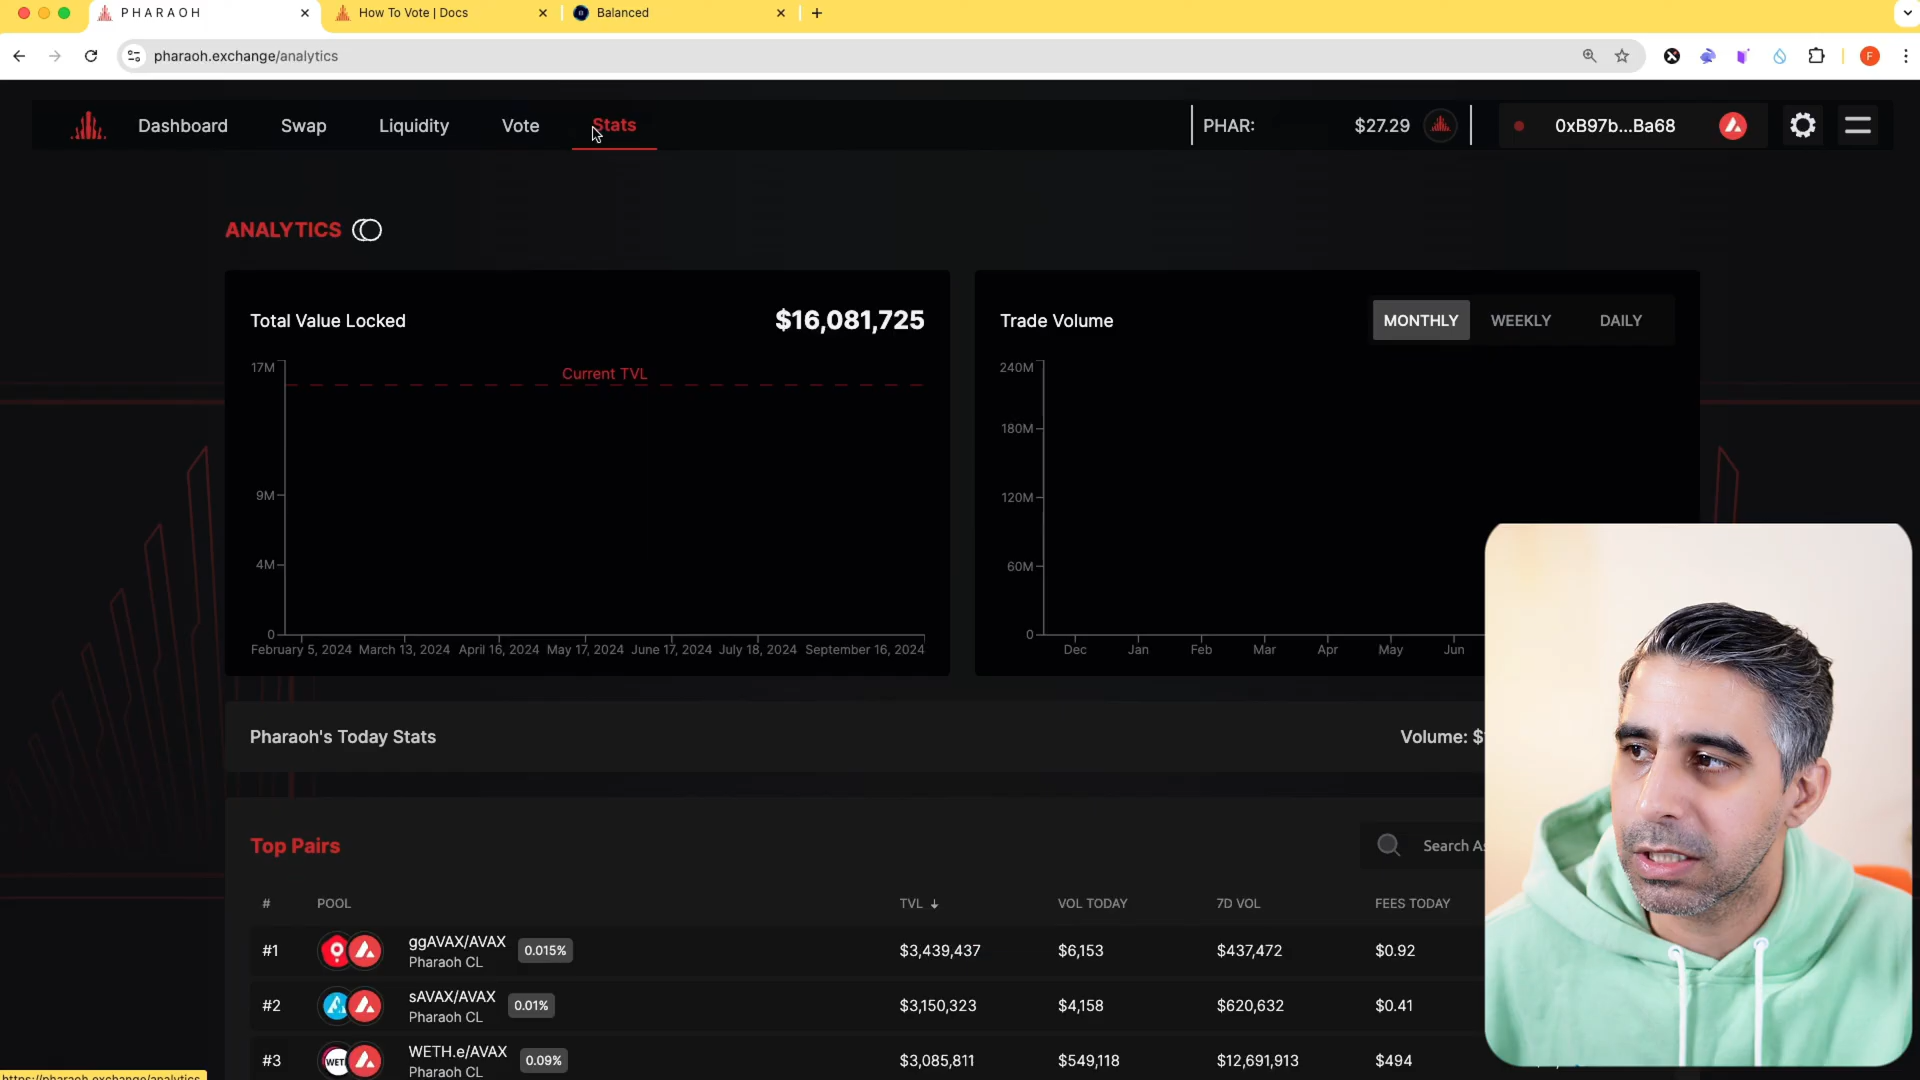 PHARAOH
How To Vote | Docs
Balanced
pharaoh.exchange/analytics
F
Dashboard
Swap
Liquidity
Vote
Stats
PHAR:
$27.29
0xB97b...Ba68
ANALYTICS
Total Value Locked
$16,081,725
17M
Current TVL
9M
4M
0
February 5, 2024 March 13, 2024 April 16, 2024 May 17, 2024 June 17, 2024 July 18, 2024 September 16, 2024
Trade Volume
MONTHLY WEEKLY DAILY
240M
180M
120M
60M
0
Dec Jan Feb Mar Apr May Jun
Pharaoh's Today Stats
Volume: $
Top Pairs
Search As
# POOL TVL ↓ VOL TODAY 7D VOL FEES TODAY
#1 ggAVAX/AVAX 0.015% $3,439,437 $6,153 $437,472 $0.92
Pharaoh CL
#2 sAVAX/AVAX 0.01% $3,150,323 $4,158 $620,632 $0.41
Pharaoh CL
#3 WETH.e/AVAX 0.09% $3,085,811 $549,118 $12,691,913 $494
Pharaoh CL
https://pharaoh.exchange/analytics